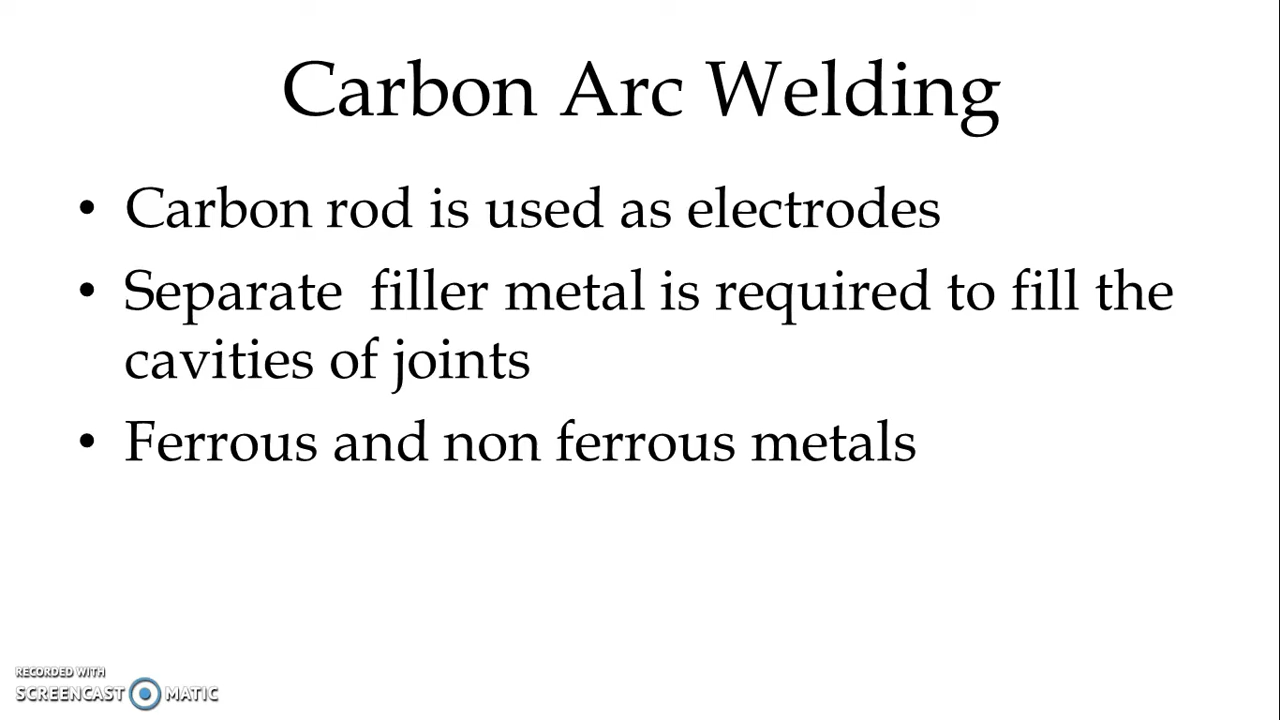 Carbon Arc Welding
• Carbon rod is used as electrodes
• Separate  filler metal is required to fill the
cavities of joints
• Ferrous and non ferrous metals
RECORDED WITH
SCREENCAST MATIC